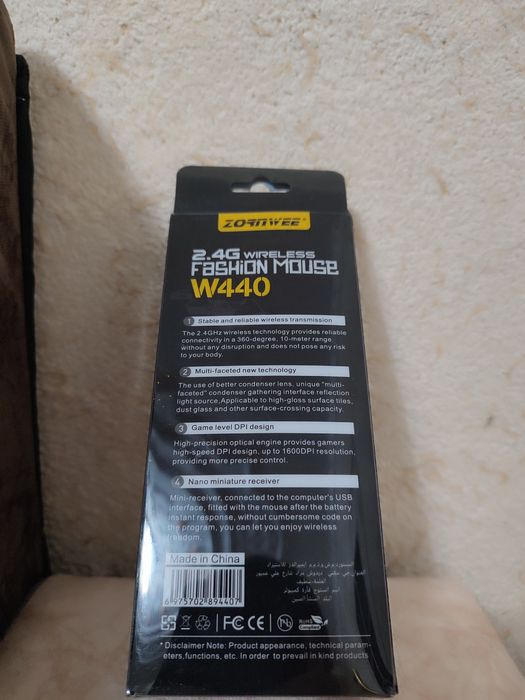 ZORNWEE
2.4G WIRELESS
FASHION MOUSE
W440
1 Stable and reliable wireless transmission
The 2.4GHz wireless technology provides reliable
connectivity in a 360-degree, 10-meter range
without any disruption and does not pose any risk
to your body.
2 Multi-faceted new technology
The use of better condenser lens, unique "multi-
faceted" condenser gathering interface reflection
light source,Applicable to high-gloss surface tiles,
dust glass and other surface-crossing capacity.
3 Game level DPI design
High-precision optical engine provides gamers
high-speed DPI design, up to 1600DPI resolution,
providing more precise control.
4 Nano miniature receiver
Mini-receiver, connected to the computer's USB
interface, fitted with the mouse after the battery
instant response, without cumbersome code on
the program, you can let you enjoy wireless
freedom.
Made in China
6 975702 894407
FC CE
RoHS
Compliant
* Disclaimer Note: Product appearance, technical param-
eters,functions, etc. In order to prevail in kind products